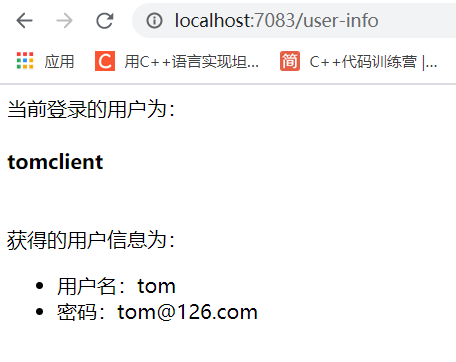 localhost:7083/user-info
应用 C 用C++语言实现坦... 简 C++代码训练营 |...
当前登录的用户为:
tomclient
获得的用户信息为:
• 用户名：tom
• 密码：tom@126.com